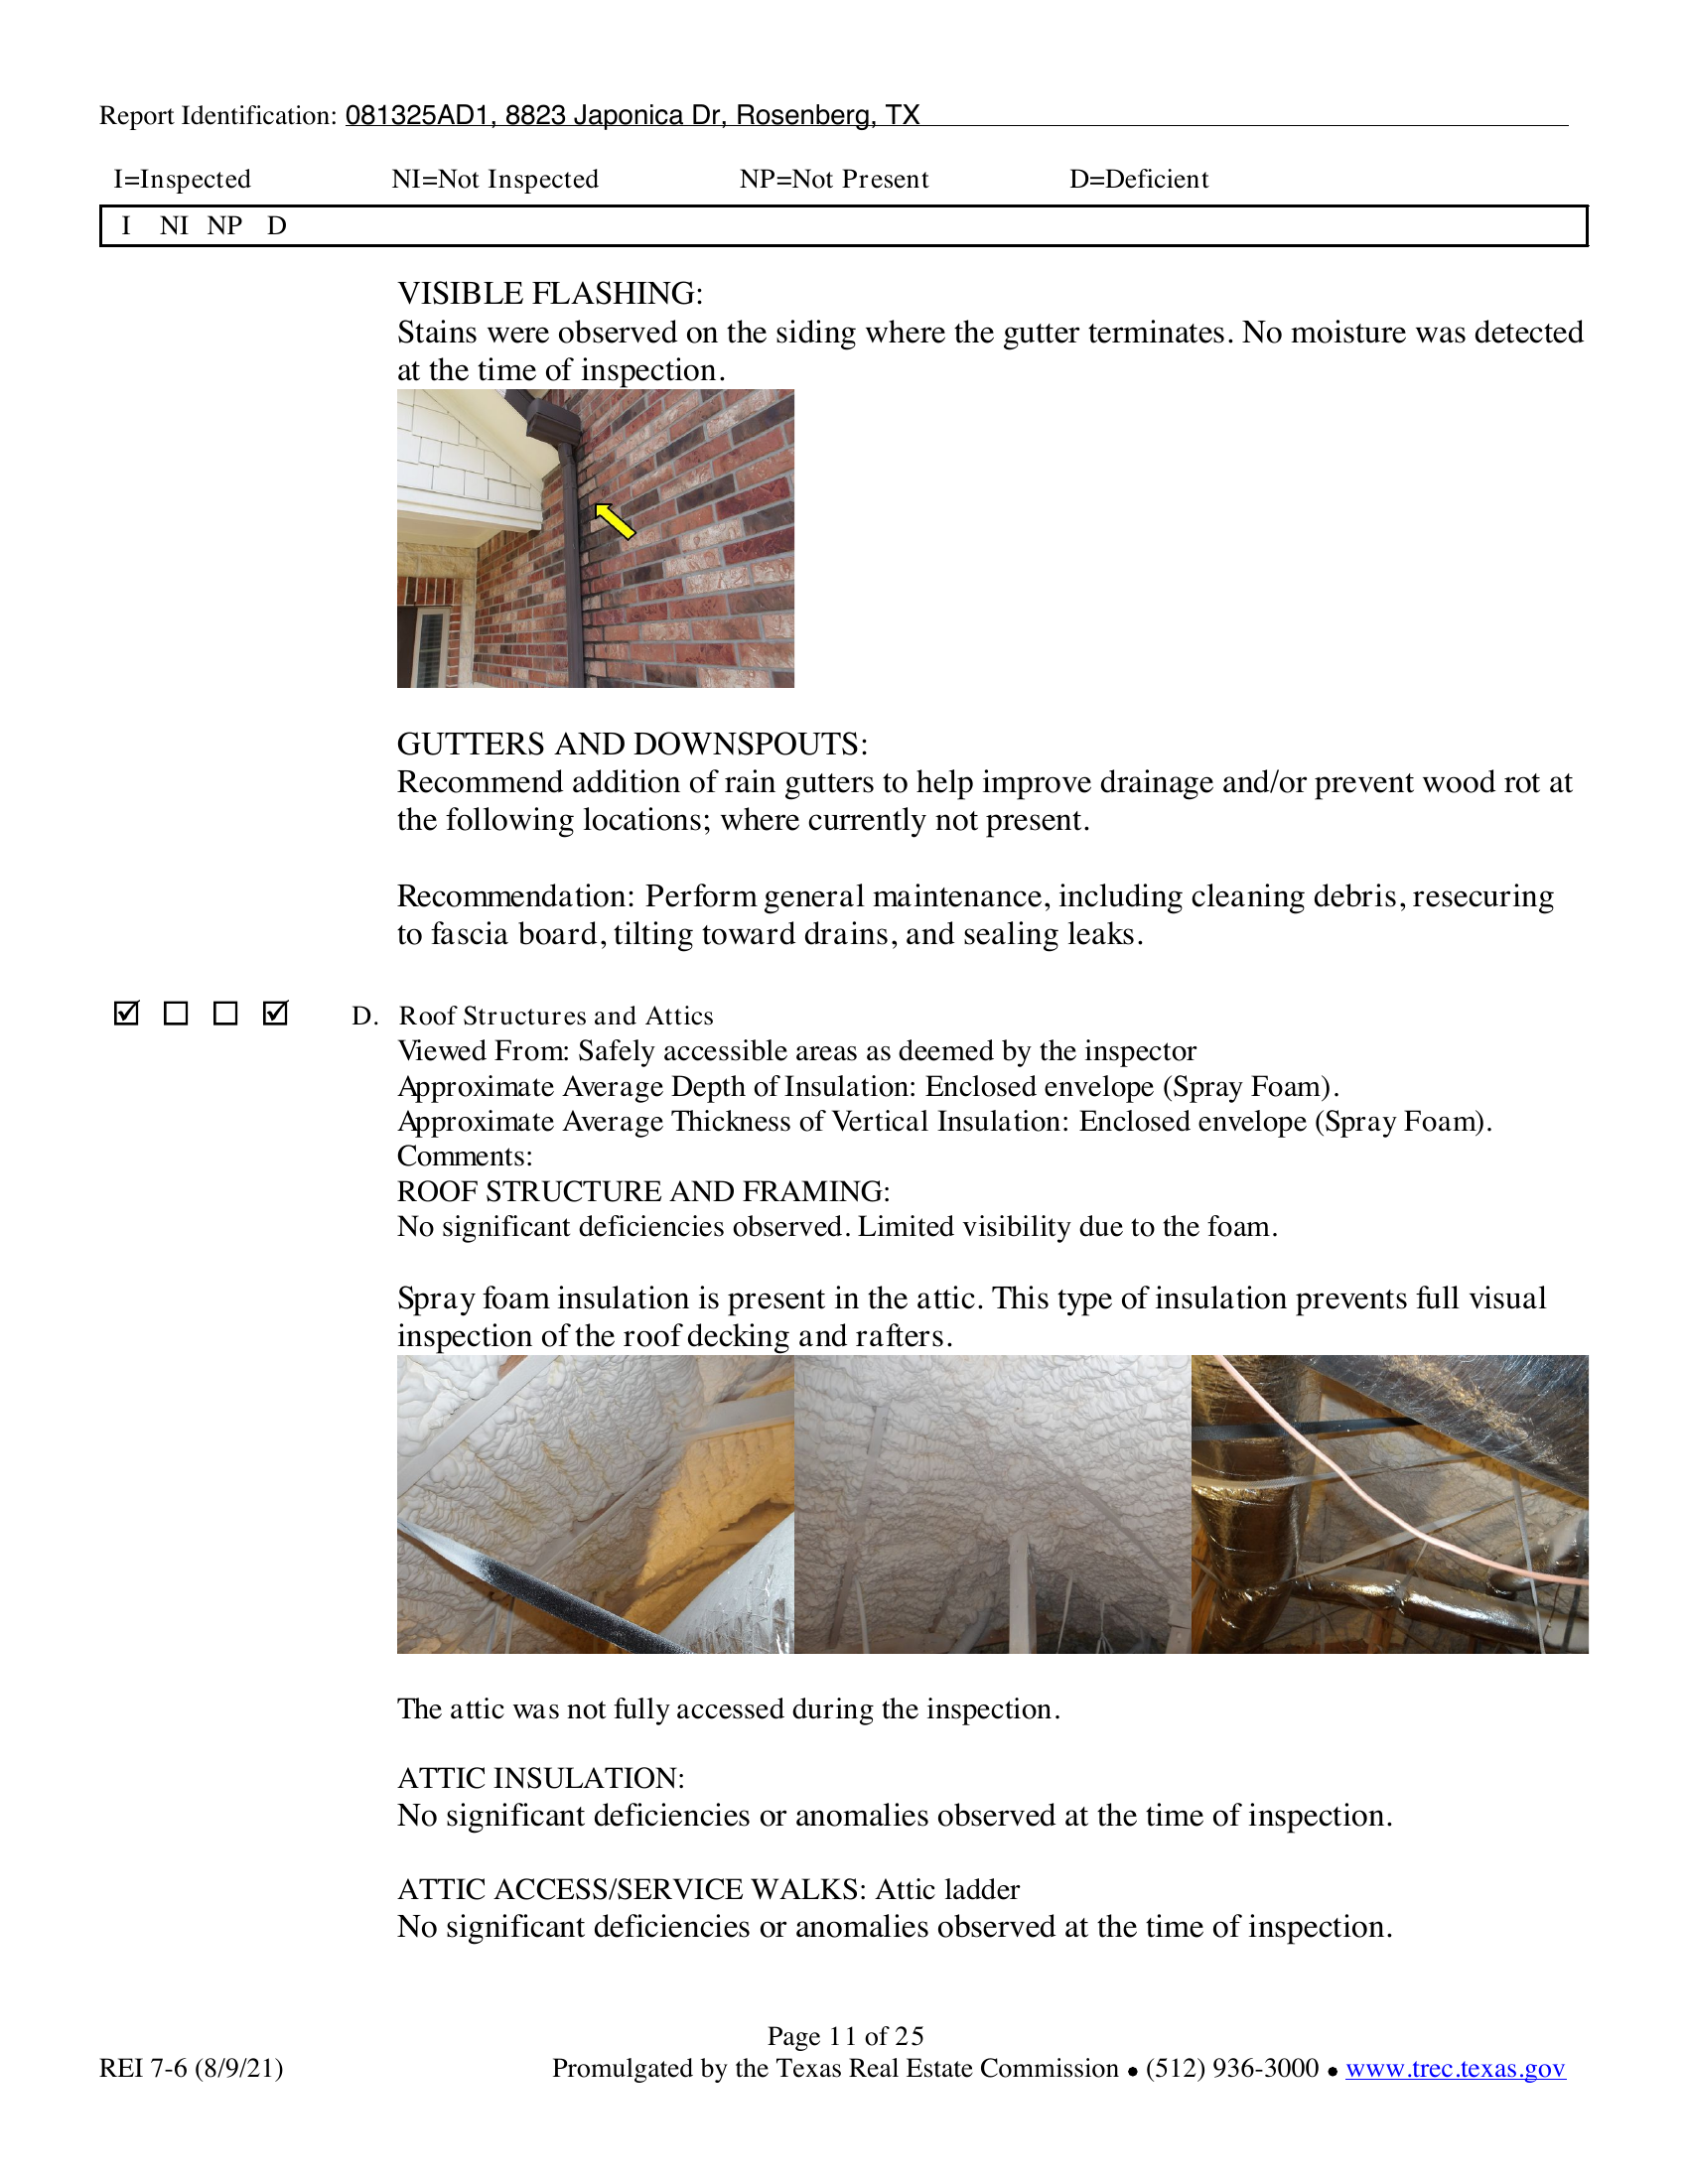 Report Identification: 081325AD1, 8823 Japonica Dr, Rosenberg, TX
I=Inspected NI=Not Inspected NP=Not Present D=Deficient
I NI NP D
VISIBLE FLASHING:
Stains were observed on the siding where the gutter terminates. No moisture was detected
at the time of inspection.
GUTTERS AND DOWNSPOUTS:
Recommend addition of rain gutters to help improve drainage and/or prevent wood rot at
the following locations; where currently not present.
Recommendation: Perform general maintenance, including cleaning debris, resecuring
to fascia board, tilting toward drains, and sealing leaks.
☑ ☐ ☐ ☑ D. Roof Structures and Attics
Viewed From: Safely accessible areas as deemed by the inspector
Approximate Average Depth of Insulation: Enclosed envelope (Spray Foam).
Approximate Average Thickness of Vertical Insulation: Enclosed envelope (Spray Foam).
Comments:
ROOF STRUCTURE AND FRAMING:
No significant deficiencies observed. Limited visibility due to the foam.
Spray foam insulation is present in the attic. This type of insulation prevents full visual
inspection of the roof decking and rafters.
The attic was not fully accessed during the inspection.
ATTIC INSULATION:
No significant deficiencies or anomalies observed at the time of inspection.
ATTIC ACCESS/SERVICE WALKS: Attic ladder
No significant deficiencies or anomalies observed at the time of inspection.
Page 11 of 25
REI 7-6 (8/9/21) Promulgated by the Texas Real Estate Commission • (512) 936-3000 • www.trec.texas.gov